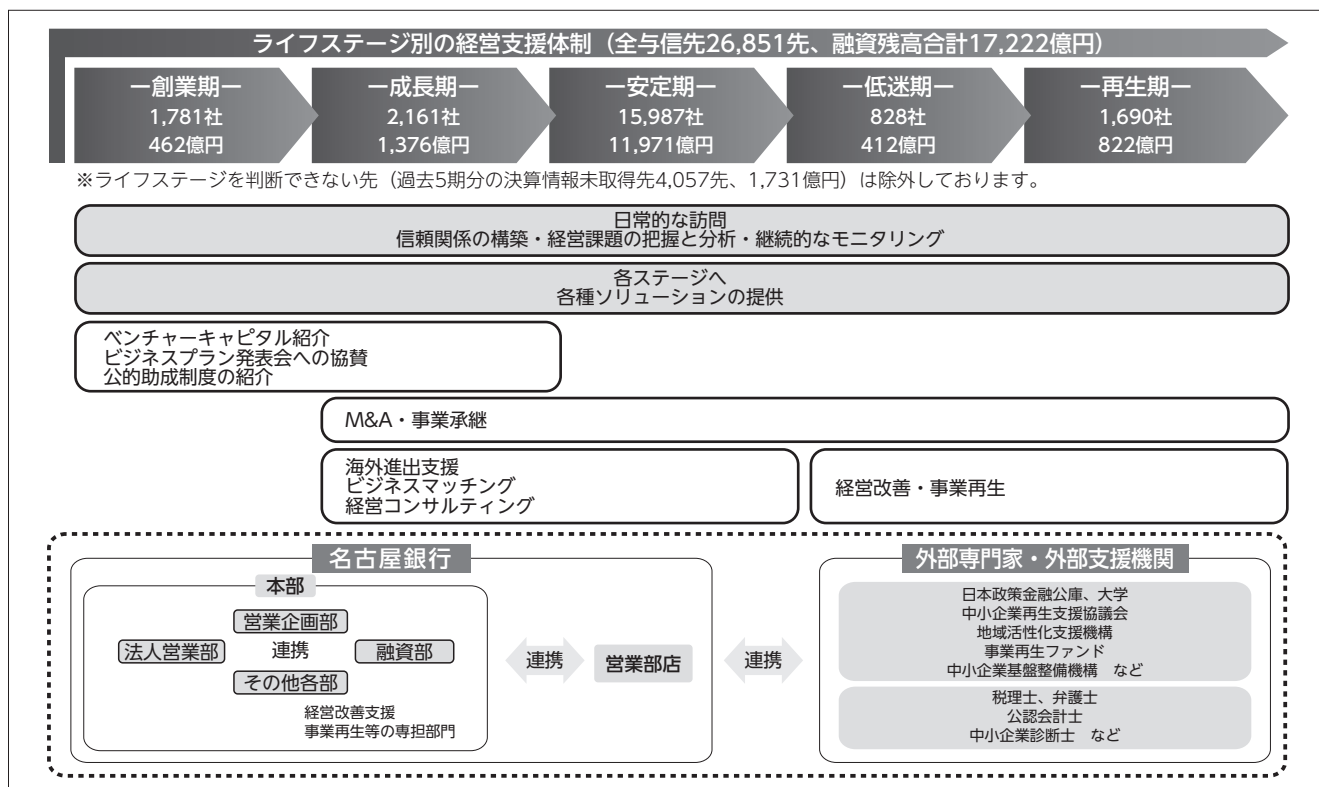 ライフステージ別の経営支援体制（全与信先26,851先、融資残高合計17,222億円）
ー創業期ー
1,781社
462億円
ー成長期ー
2,161社
1,376億円
ー安定期ー
15,987社
11,971億円
ー低迷期ー
828社
412億円
ー再生期ー
1,690社
822億円
※ライフステージを判断できない先（過去5期分の決算情報未取得先4,057先、1,731億円）は除外しております。
日常的な訪問
信頼関係の構築・経営課題の把握と分析・継続的なモニタリング
各ステージへ
各種ソリューションの提供
ベンチャーキャピタル紹介
ビジネスプラン発表会への協賛
公的助成制度の紹介
M&A・事業承継
海外進出支援
ビジネスマッチング
経営コンサルティング
経営改善・事業再生
名古屋銀行
本部
営業企画部
法人営業部
連携
融資部
その他各部
経営改善支援
事業再生等の専担部門
連携
営業部店
連携
外部専門家・外部支援機関
日本政策金融公庫、大学
中小企業再生支援協議会
地域活性化支援機構
事業再生ファンド
中小企業基盤整備機構　など
税理士、弁護士
公認会計士
中小企業診断士　など